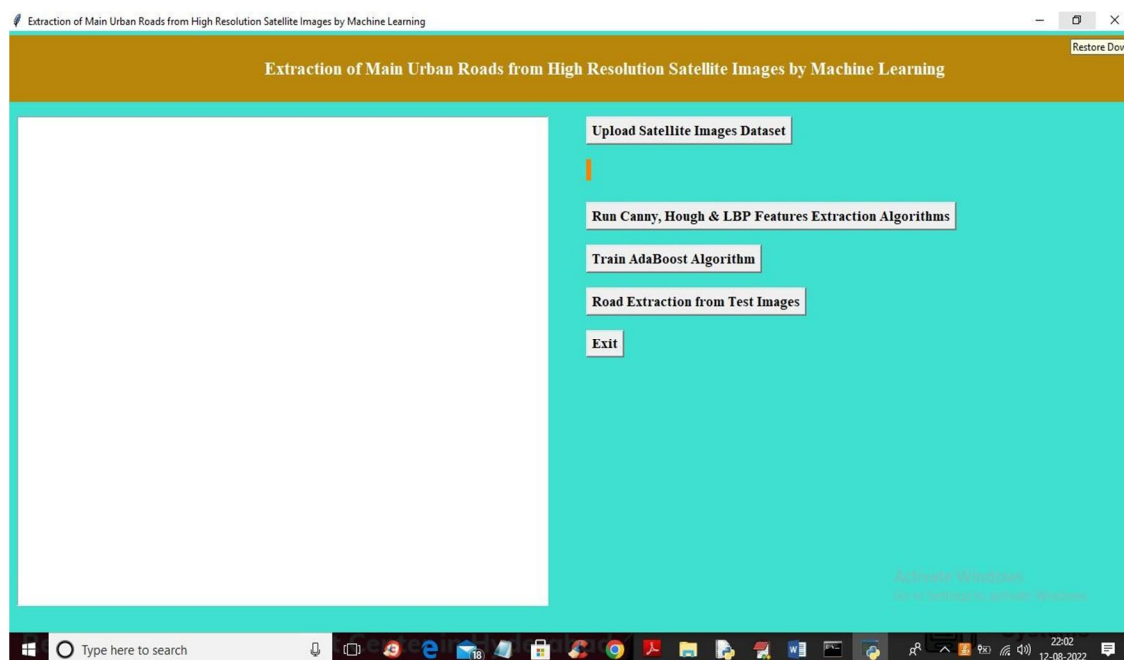 Extraction of Main Urban Roads from High Resolution Satellite Images by Machine Learning
Restore Dow
Extraction of Main Urban Roads from High Resolution Satellite Images by Machine Learning
Upload Satellite Images Dataset
Run Canny, Hough & LBP Features Extraction Algorithms
Train AdaBoost Algorithm
Road Extraction from Test Images
Exit
Activate Windows
Type here to search
18
22:02
12-08-2022